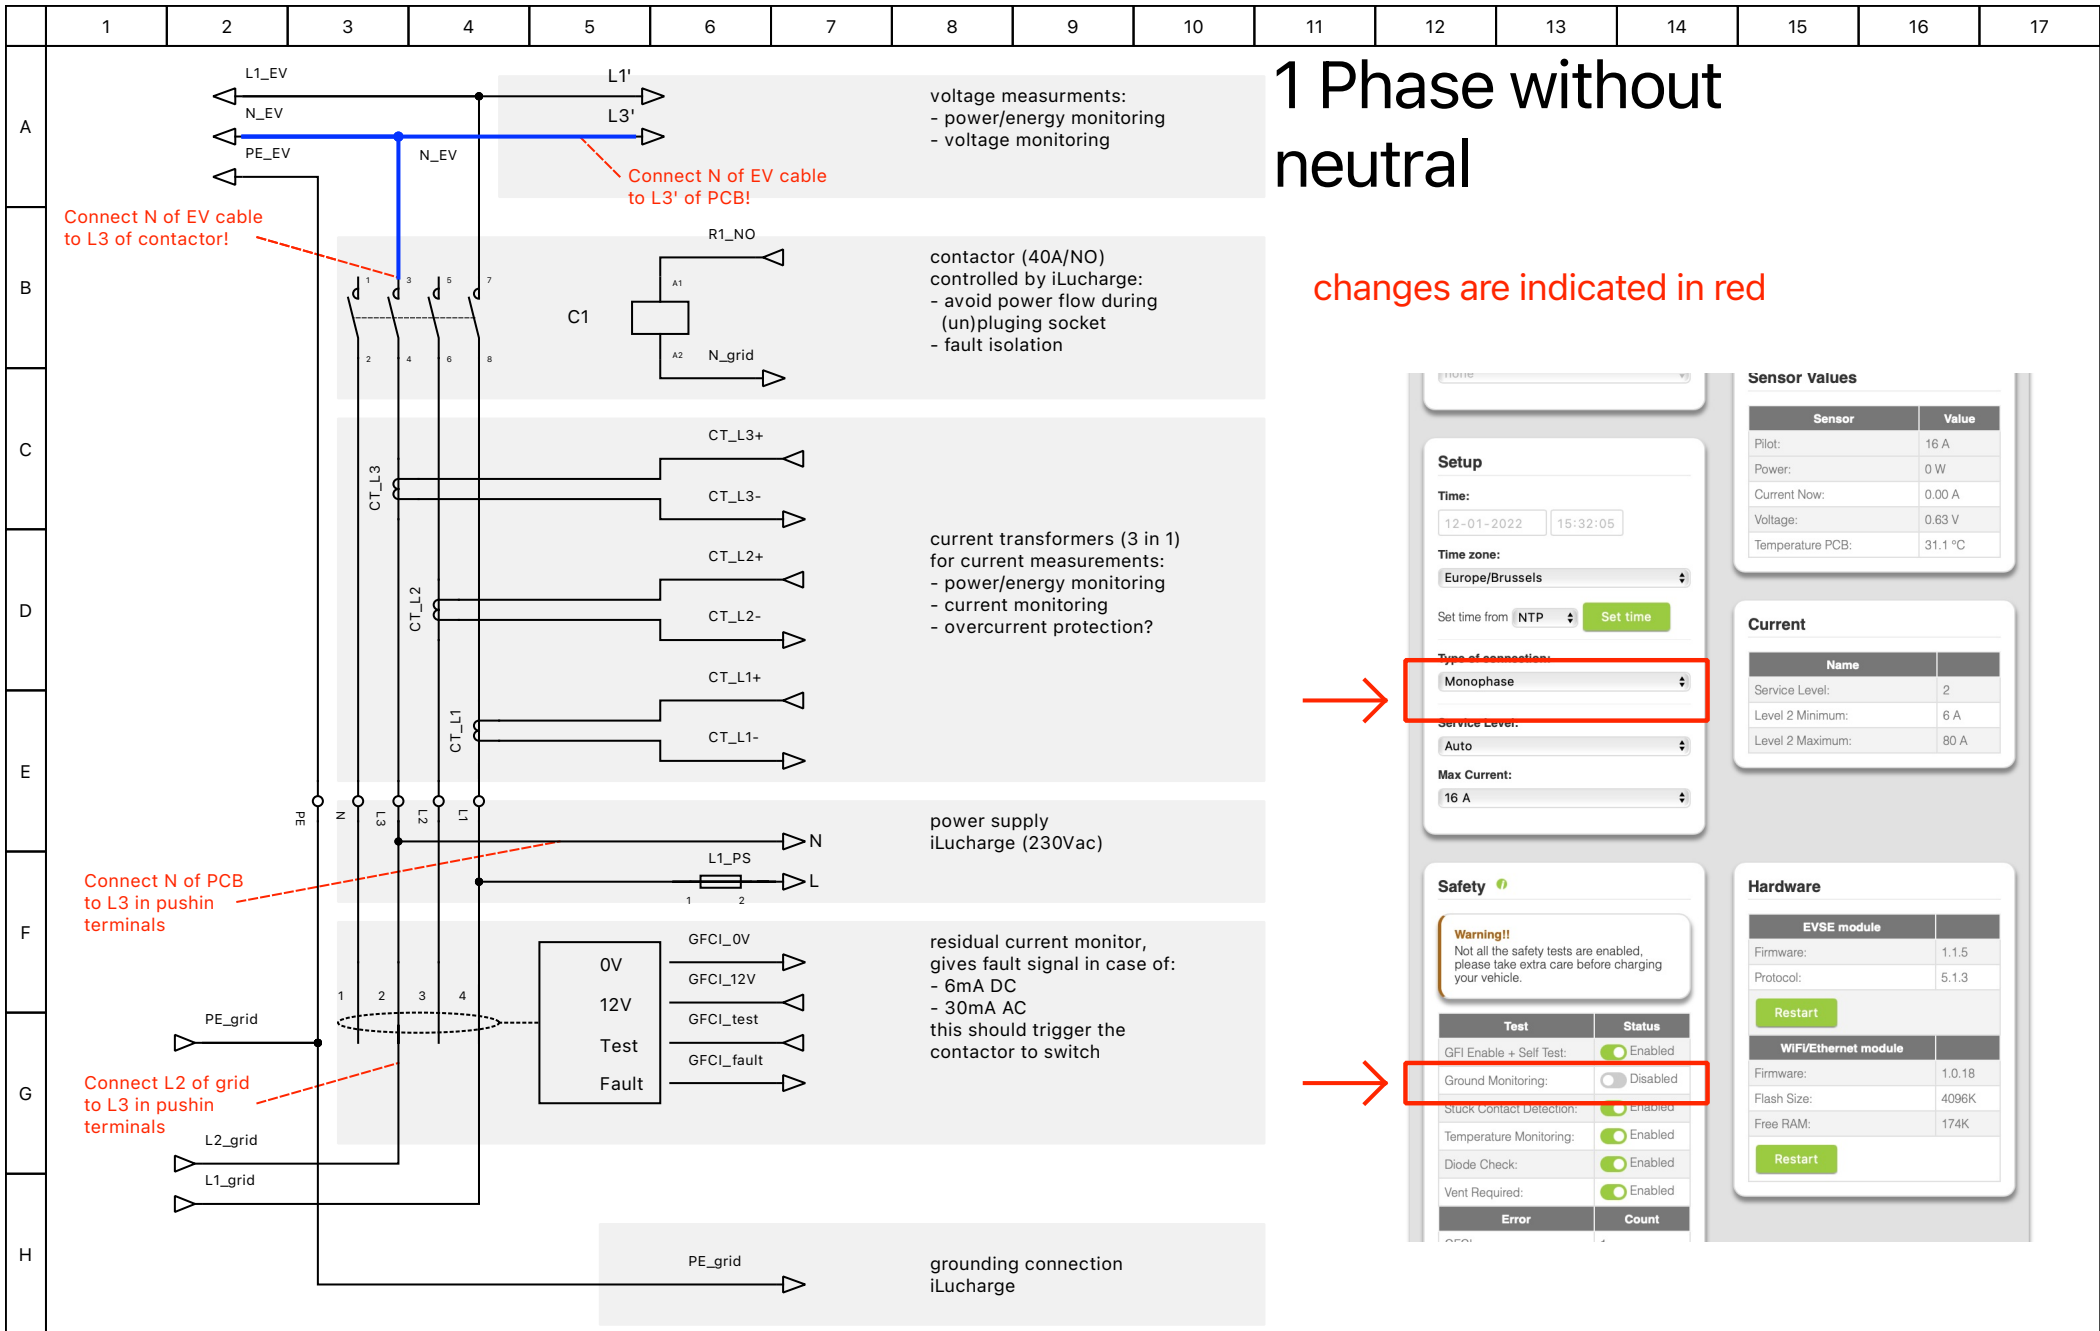 1 2 3 4 5 6 7 8 9 10 11 12 13 14 15 16 17
A
B
C
D
E
F
G
H
1 Phase without
neutral
changes are indicated in red
L1_EV
N_EV
PE_EV
N_EV
L1'
L3'
voltage measurments:
- power/energy monitoring
- voltage monitoring
Connect N of EV cable
to L3' of PCB!
Connect N of EV cable
to L3 of contactor!
1 3 5 7
2 4 6 8
C1
R1_NO
A1
A2
N_grid
contactor (40A/NO)
controlled by iLucharge:
- avoid power flow during
(un)pluging socket
- fault isolation
CT_L3
CT_L3+
CT_L3-
CT_L2
CT_L2+
CT_L2-
CT_L1
CT_L1+
CT_L1-
current transformers (3 in 1)
for current measurements:
- power/energy monitoring
- current monitoring
- overcurrent protection?
PE N L3 L2 L1
N
L1_PS
L
1 2
power supply
iLucharge (230Vac)
Connect N of PCB
to L3 in pushin
terminals
1 2 3 4
0V
12V
Test
Fault
GFCI_0V
GFCI_12V
GFCI_test
GFCI_fault
residual current monitor,
gives fault signal in case of:
- 6mA DC
- 30mA AC
this should trigger the
contactor to switch
PE_grid
Connect L2 of grid
to L3 in pushin
terminals
L2_grid
L1_grid
PE_grid
grounding connection
iLucharge
none
Setup
Time:
12-01-2022 15:32:05
Time zone:
Europe/Brussels
Set time from NTP Set time
Type of connection:
Monophase
Service Level:
Auto
Max Current:
16 A
Safety
Warning!!
Not all the safety tests are enabled,
please take extra care before charging
your vehicle.
Test Status
GFI Enable + Self Test: Enabled
Ground Monitoring: Disabled
Stuck Contact Detection: Enabled
Temperature Monitoring: Enabled
Diode Check: Enabled
Vent Required: Enabled
Error Count
Sensor Values
Sensor Value
Pilot: 16 A
Power: 0 W
Current Now: 0.00 A
Voltage: 0.63 V
Temperature PCB: 31.1 °C
Current
Name
Service Level: 2
Level 2 Minimum: 6 A
Level 2 Maximum: 80 A
Hardware
EVSE module
Firmware: 1.1.5
Protocol: 5.1.3
Restart
WiFi/Ethernet module
Firmware: 1.0.18
Flash Size: 4096K
Free RAM: 174K
Restart